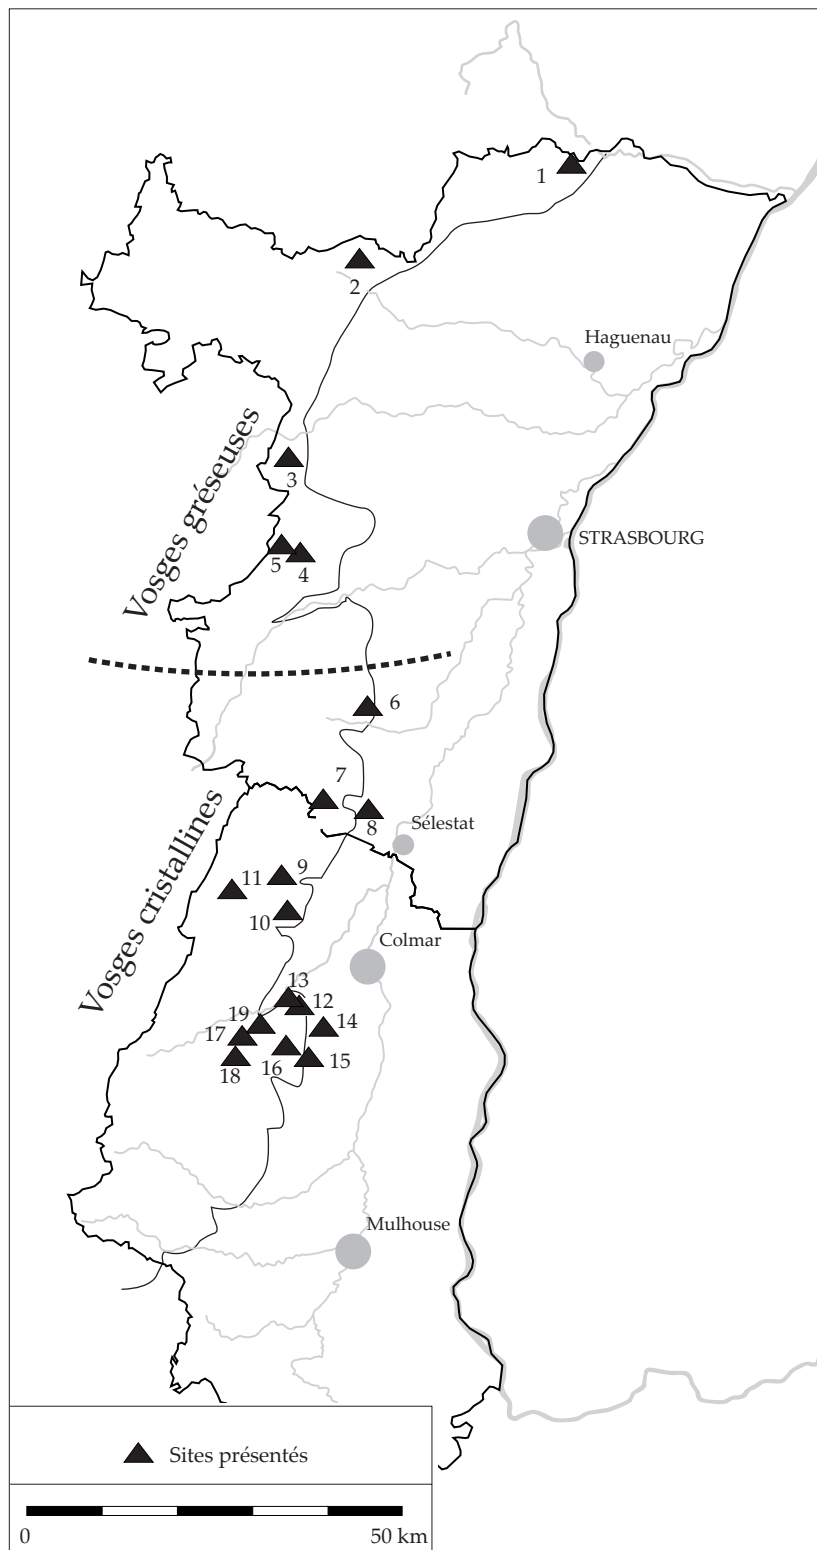 1
2
Haguenau
Vosges gréseuses
3
STRASBOURG
5
4
6
7
8
Sélestat
Vosges cristallines
11
9
10
Colmar
13
12
19
14
17
16
15
18
Mulhouse
Sites présentés
0
50 km